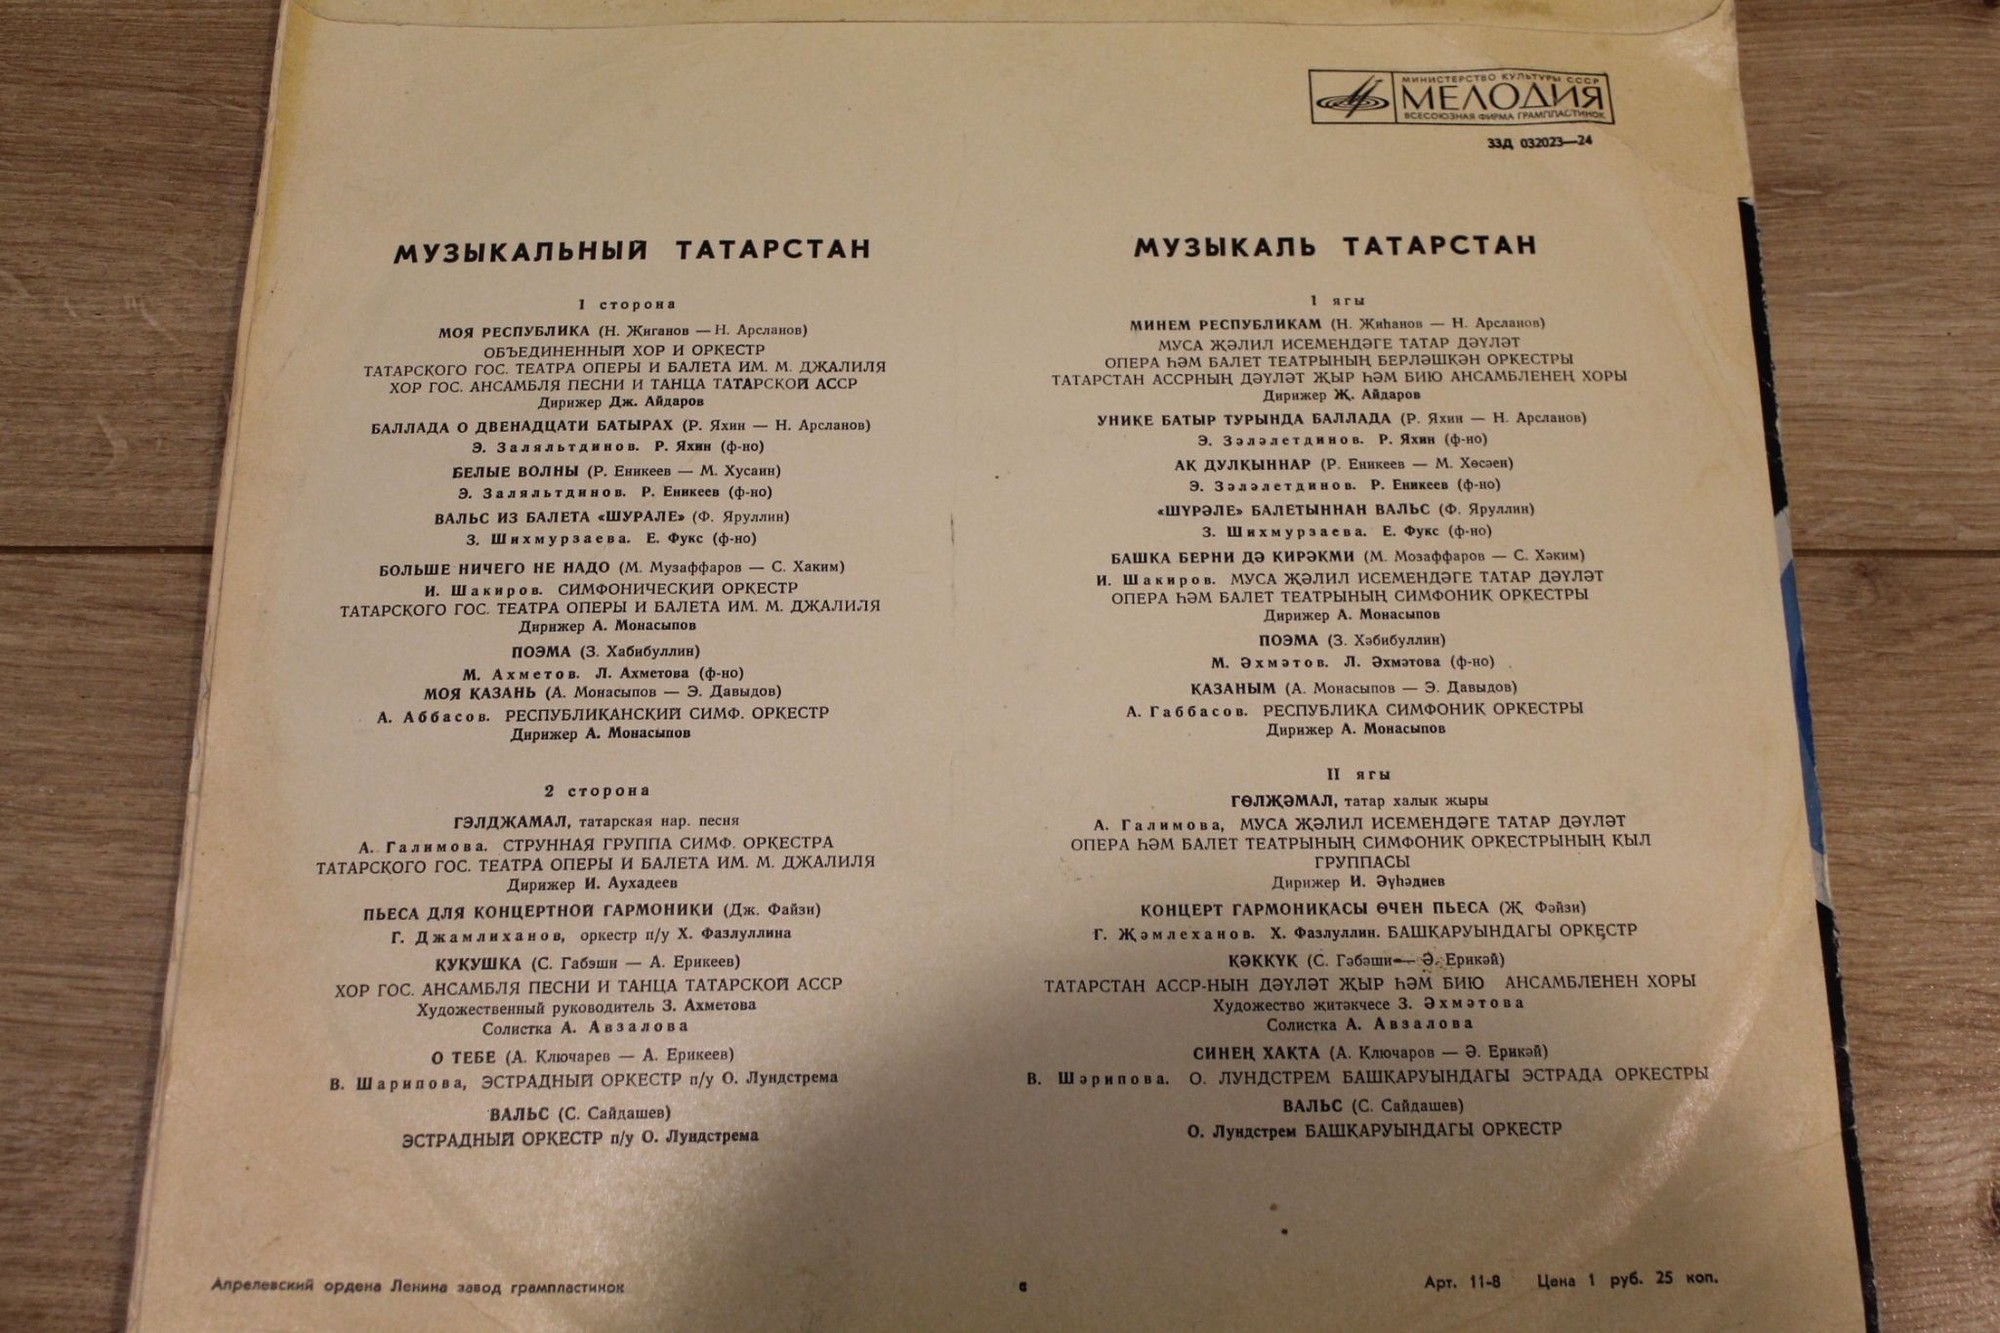 МИНИСТЕРСТВО КУЛЬТУРЫ СССР
МЕЛОДИЯ
ВСЕСОЮЗНАЯ ФИРМА ГРАМПЛАСТИНОК
33Д 032023—24
МУЗЫКАЛЬНЫЙ ТАТАРСТАН
1 сторона
МОЯ РЕСПУБЛИКА (Н. Жиганов — Н. Арсланов)
ОБЪЕДИНЕННЫЙ ХОР И ОРКЕСТР
ТАТАРСКОГО ГОС. ТЕАТРА ОПЕРЫ И БАЛЕТА ИМ. М. ДЖАЛИЛЯ
ХОР ГОС. АНСАМБЛЯ ПЕСНИ И ТАНЦА ТАТАРСКОЙ АССР
Дирижер Дж. Айдаров
БАЛЛАДА О ДВЕНАДЦАТИ БАТЫРАХ (Р. Яхин — Н. Арсланов)
Э. Заляльтдинов. Р. Яхин (ф-но)
БЕЛЫЕ ВОЛНЫ (Р. Еникеев — М. Хусаин)
Э. Заляльтдинов. Р. Еникеев (ф-но)
ВАЛЬС ИЗ БАЛЕТА «ШУРАЛЕ» (Ф. Яруллин)
З. Шихмурзаева. Е. Фукс (ф-но)
БОЛЬШЕ НИЧЕГО НЕ НАДО (М. Музаффаров — С. Хаким)
И. Шакиров. СИМФОНИЧЕСКИЙ ОРКЕСТР
ТАТАРСКОГО ГОС. ТЕАТРА ОПЕРЫ И БАЛЕТА ИМ. М. ДЖАЛИЛЯ
Дирижер А. Монасыпов
ПОЭМА (З. Хабибуллин)
М. Ахметов. Л. Ахметова (ф-но)
МОЯ КАЗАНЬ (А. Монасыпов — Э. Давыдов)
А. Аббасов. РЕСПУБЛИКАНСКИЙ СИМФ. ОРКЕСТР
Дирижер А. Монасыпов
2 сторона
ГЭЛДЖАМАЛ, татарская нар. песня
А. Галимова. СТРУННАЯ ГРУППА СИМФ. ОРКЕСТРА
ТАТАРСКОГО ГОС. ТЕАТРА ОПЕРЫ И БАЛЕТА ИМ. М. ДЖАЛИЛЯ
Дирижер И. Аухадеев
ПЬЕСА ДЛЯ КОНЦЕРТНОЙ ГАРМОНИКИ (Дж. Файзи)
Г. Джамлиханов, оркестр п/у Х. Фазлуллина
КУКУШКА (С. Габэши — А. Ерикеев)
ХОР ГОС. АНСАМБЛЯ ПЕСНИ И ТАНЦА ТАТАРСКОЙ АССР
Художественный руководитель З. Ахметова
Солистка А. Авзалова
О ТЕБЕ (А. Ключарев — А. Ерикеев)
В. Шарипова, ЭСТРАДНЫЙ ОРКЕСТР п/у О. Лундстрема
ВАЛЬС (С. Сайдашев)
ЭСТРАДНЫЙ ОРКЕСТР п/у О. Лундстрема
МУЗЫКАЛЬ ТАТАРСТАН
1 ягы
МИНЕМ РЕСПУБЛИКАМ (Н. Жиһанов — Н. Арсланов)
МУСА ҖӘЛИЛ ИСЕМЕНДӘГЕ ТАТАР ДӘҮЛӘТ
ОПЕРА ҺӘМ БАЛЕТ ТЕАТРЫНЫҢ БЕРЛӘШКӘН ОРКЕСТРЫ
ТАТАРСТАН АССРНЫҢ ДӘҮЛӘТ ҖЫР ҺӘМ БИЮ АНСАМБЛЕНЕҢ ХОРЫ
Дирижер Җ. Айдаров
УНИКЕ БАТЫР ТУРЫНДА БАЛЛАДА (Р. Яхин — Н. Арсланов)
Э. Зәләлетдинов. Р. Яхин (ф-но)
АК ДУЛКЫННАР (Р. Еникеев — М. Хөсәен)
Э. Зәләлетдинов. Р. Еникеев (ф-но)
«ШҮРӘЛЕ» БАЛЕТЫННАН ВАЛЬС (Ф. Яруллин)
З. Шихмурзаева. Е. Фукс (ф-но)
БАШКА БЕРНИ ДӘ КИРӘКМИ (М. Мозаффаров — С. Хәким)
И. Шакиров. МУСА ҖӘЛИЛ ИСЕМЕНДӘГЕ ТАТАР ДӘҮЛӘТ
ОПЕРА ҺӘМ БАЛЕТ ТЕАТРЫНЫҢ СИМФОНИК ОРКЕСТРЫ
Дирижер А. Монасыпов
ПОЭМА (З. Хәбибуллин)
М. Әхмәтов. Л. Әхмәтова (ф-но)
КАЗАНЫМ (А. Монасыпов — Э. Давыдов)
А. Габбасов. РЕСПУБЛИКА СИМФОНИК ОРКЕСТРЫ
Дирижер А. Монасыпов
II ягы
ГӨЛҖӘМАЛ, татар халык җыры
А. Галимова, МУСА ҖӘЛИЛ ИСЕМЕНДӘГЕ ТАТАР ДӘҮЛӘТ
ОПЕРА ҺӘМ БАЛЕТ ТЕАТРЫНЫҢ СИМФОНИК ОРКЕСТРЫНЫҢ КЫЛ
ГРУППАСЫ
Дирижер И. Әүһәдиев
КОНЦЕРТ ГАРМОНИКАСЫ ӨЧЕН ПЬЕСА (Җ. Фәйзи)
Г. Җәмлеханов. Х. Фазлуллин. БАШКАРУЫНДАГЫ ОРКЕСТР
КӘККҮК (С. Гәбәши — Ә. Ерикәй)
ТАТАРСТАН АССР-НЫН ДӘҮЛӘТ ҖЫР ҺӘМ БИЮ АНСАМБЛЕНЕН ХОРЫ
Художество җитәкчесе З. Әхмәтова
Солистка А. Авзалова
СИНЕҢ ХАКТА (А. Ключаров — Ә. Ерикәй)
В. Шәрипова. О. ЛУНДСТРЕМ БАШКАРУЫНДАГЫ ЭСТРАДА ОРКЕСТРЫ
ВАЛЬС (С. Сайдашев)
О. Лундстрем БАШКАРУЫНДАГЫ ОРКЕСТР
Апрелевский ордена Ленина завод грампластинок
Арт. 11-8 Цена 1 руб. 25 коп.